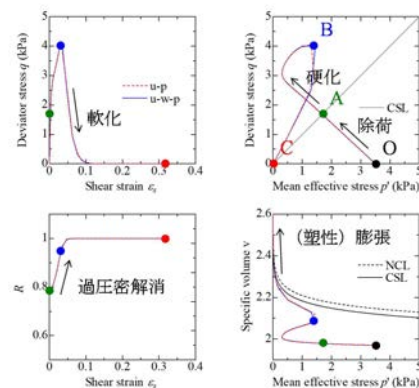 Deviator stress q (kPa)
5
4
3
2
1
0
0
0.1
0.2
0.3
0.4
u-p
u-w-p
軟化
Shear strain εs
Deviator stress q (kPa)
5
4
3
2
1
0
0
1
2
3
4
5
B
硬化
A
CSL
除荷
C
O
Mean effective stress p' (kPa)
R
1
0.8
0.6
0
0.1
0.2
0.3
0.4
過圧密解消
Shear strain εs
Specific volume v
2.6
2.4
2.2
2
0
1
2
3
4
5
(塑性)膨張
NCL
CSL
Mean effective stress p' (kPa)